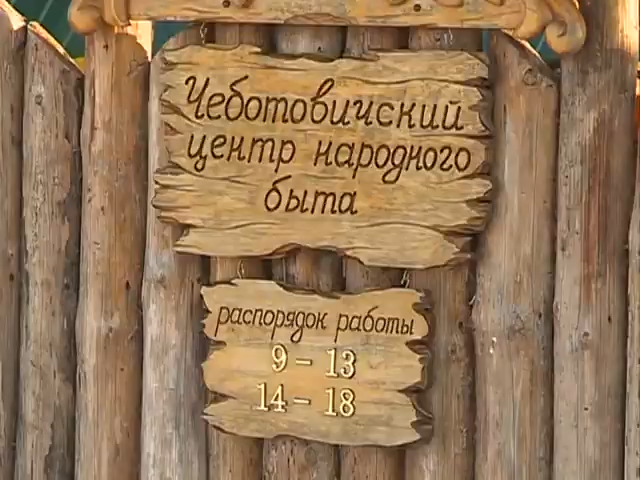 Чеботовичский
центр народного
быта
распорядок работы
9 - 13
14 - 18